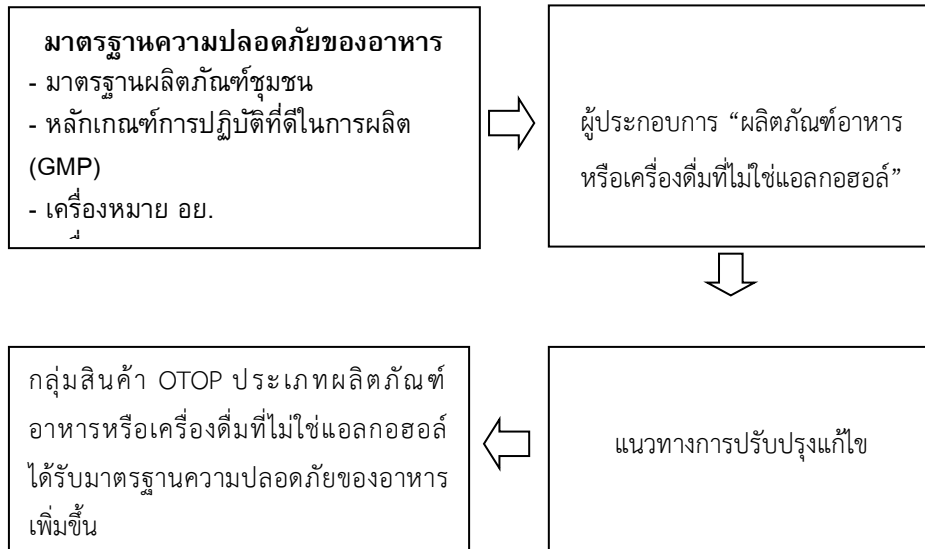 มาตรฐานความปลอดภัยของอาหาร
- มาตรฐานผลิตภัณฑ์ชุมชน
- หลักเกณฑ์การปฏิบัติที่ดีในการผลิต
(GMP)
- เครื่องหมาย อย.
ผู้ประกอบการ “ผลิตภัณฑ์อาหาร
หรือเครื่องดื่มที่ไม่ใช่แอลกอฮอล์”
แนวทางการปรับปรุงแก้ไข
กลุ่มสินค้า OTOP ประเภทผลิตภัณฑ์
อาหารหรือเครื่องดื่มที่ไม่ใช่แอลกอฮอล์
ได้รับมาตรฐานความปลอดภัยของอาหาร
เพิ่มขึ้น